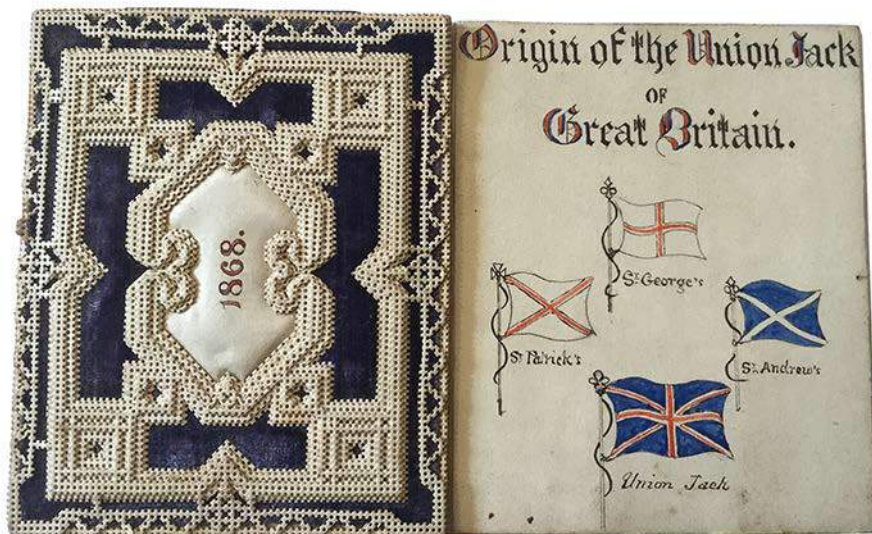 1868.
Origin of the Union Jack
OF
Great Britain.
St. George's
St Patrick's
St. Andrew's
Union Jack